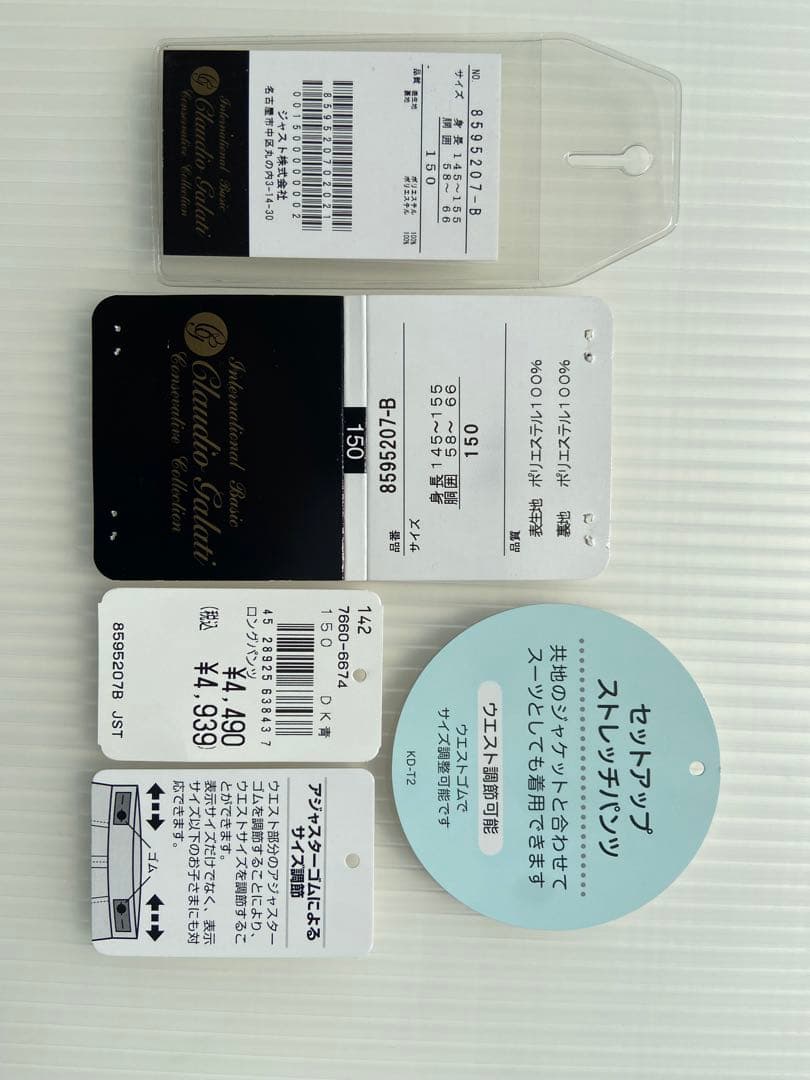 International Basic
Claudio Galati
Conservative Collection
NO. 8595207-B
サイズ 身長 145～155
胴囲 58～ 66
150
品質 表生地 ポリエステル 100%
裏地 ポリエステル 100%
859520702021
0015000000002
ジャスト株式会社
名古屋市中区丸の内3-14-30
International Basic
Claudio Galati
Conservative Collection
150
品番 8595207-B
サイズ 身長145～155
胴囲 58～ 66
150
品質 表生地 ポリエステル100%
裏地 ポリエステル100%
142
7660-6674
150 DK青
45 28925 63843 7
ロングパンツ
¥4,490
(税込 ¥4,939)
8595207B JST
セットアップ
ストレッチパンツ
共地のジャケットと合わせて
スーツとしても着用できます
ウエスト調節可能
ウエストゴムで
サイズ調整可能です
KD-T2
アジャスターゴムによる
サイズ調節
ウエスト部分のアジャスター
ゴムを調節することにより、
ウエストサイズを調節するこ
とができます。
表示サイズだけでなく、表示
サイズ以下のお子さまにも対
応できます。
ゴム